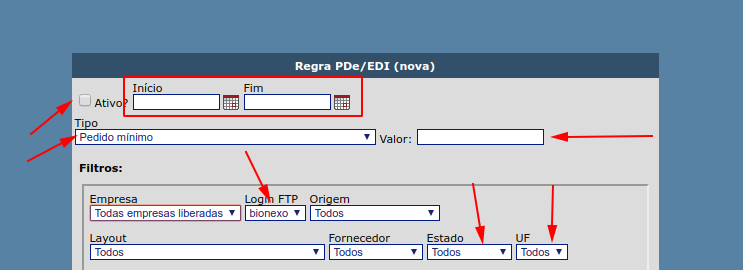 Regra PDe/EDI (nova)
Início Fim
Ativo?
Tipo
Pedido mínimo Valor:
Filtros:
Empresa Login FTP Origem
Todas empresas liberadas bionexo Todos
Layout Fornecedor Estado UF
Todos Todos Todos Todos